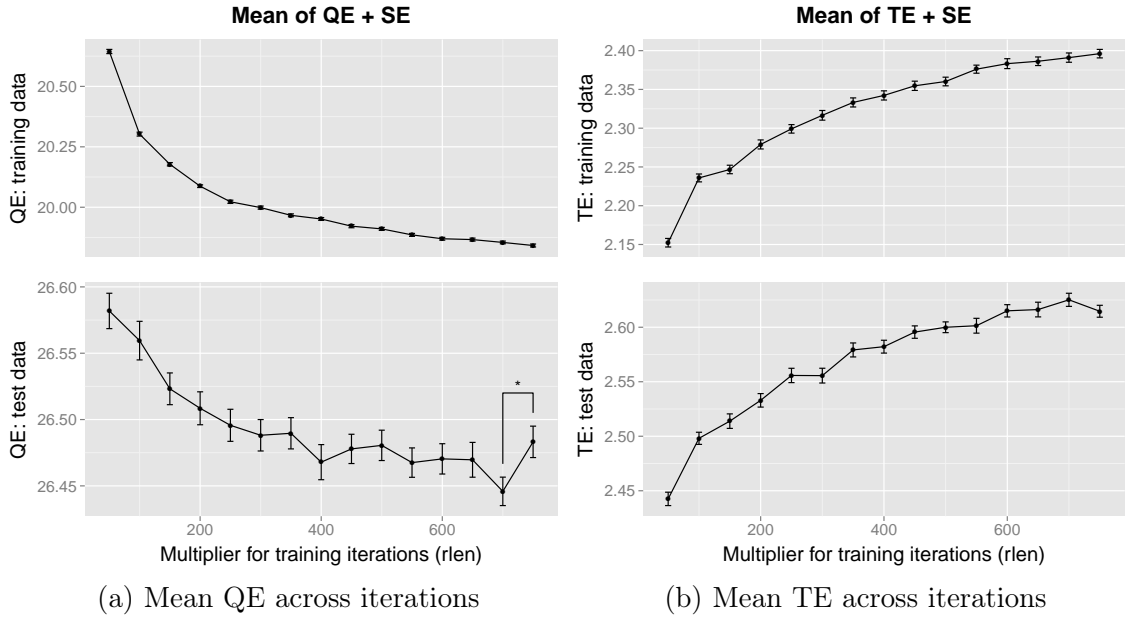 Mean of QE + SE
QE: training data
20.50
20.25
20.00
QE: test data
26.60
26.55
26.50
26.45
*
200 400 600
Multiplier for training iterations (rlen)
(a) Mean QE across iterations
Mean of TE + SE
TE: training data
2.40
2.35
2.30
2.25
2.20
2.15
TE: test data
2.60
2.55
2.50
2.45
200 400 600
Multiplier for training iterations (rlen)
(b) Mean TE across iterations